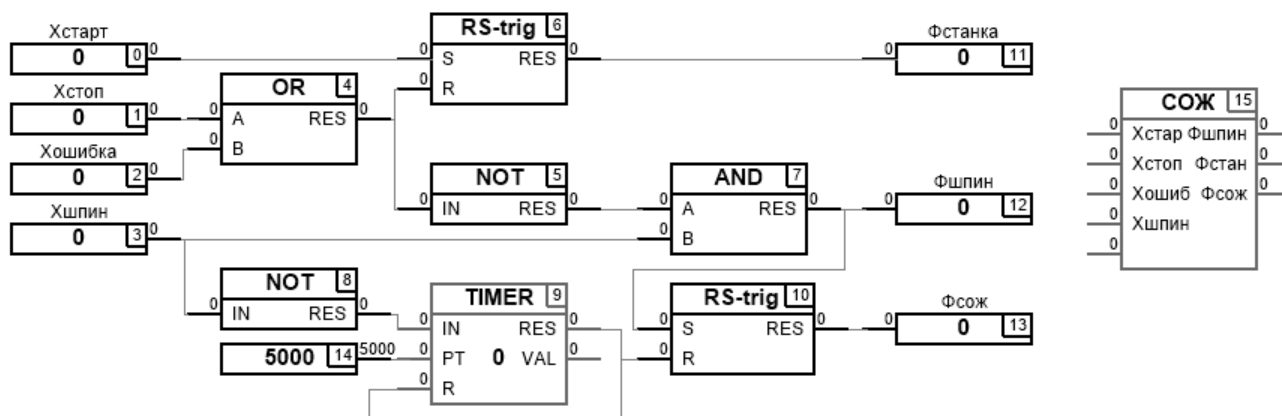 Хстарт
0 0 0
Хстоп
0 1 0
Хошибка
0 2 0
Хшпин
0 3 0
OR 4
0 A RES 0
0 B
RS-trig 6
0 S RES 0
0 R
NOT 5
0 IN RES 0
AND 7
0 A RES 0
0 B
NOT 8
0 IN RES 0
5000 14 5000
TIMER 9
0 IN RES 0
0 PT 0 VAL 0
0 R
RS-trig 10
0 S RES 0
0 R
Фстанка
0 0 11
Фшпин
0 0 12
Фсож
0 0 13
СОЖ 15
0 Хстар Фшпин 0
0 Хстоп Фстан 0
0 Хошиб Фсож 0
0 Хшпин
0